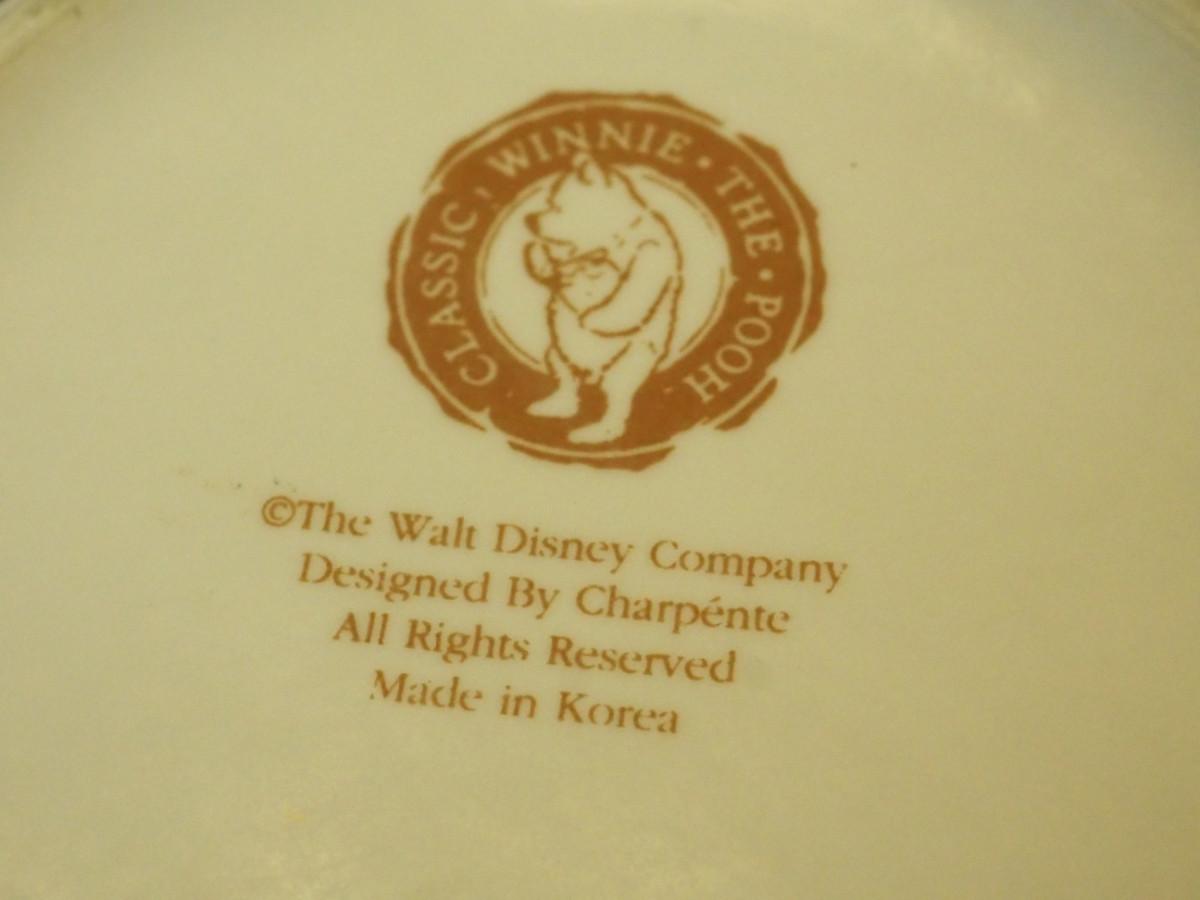 CLASSIC, WINNIE • THE • POOH
©The Walt Disney Company
Designed By Charpénte
All Rights Reserved
Made in Korea